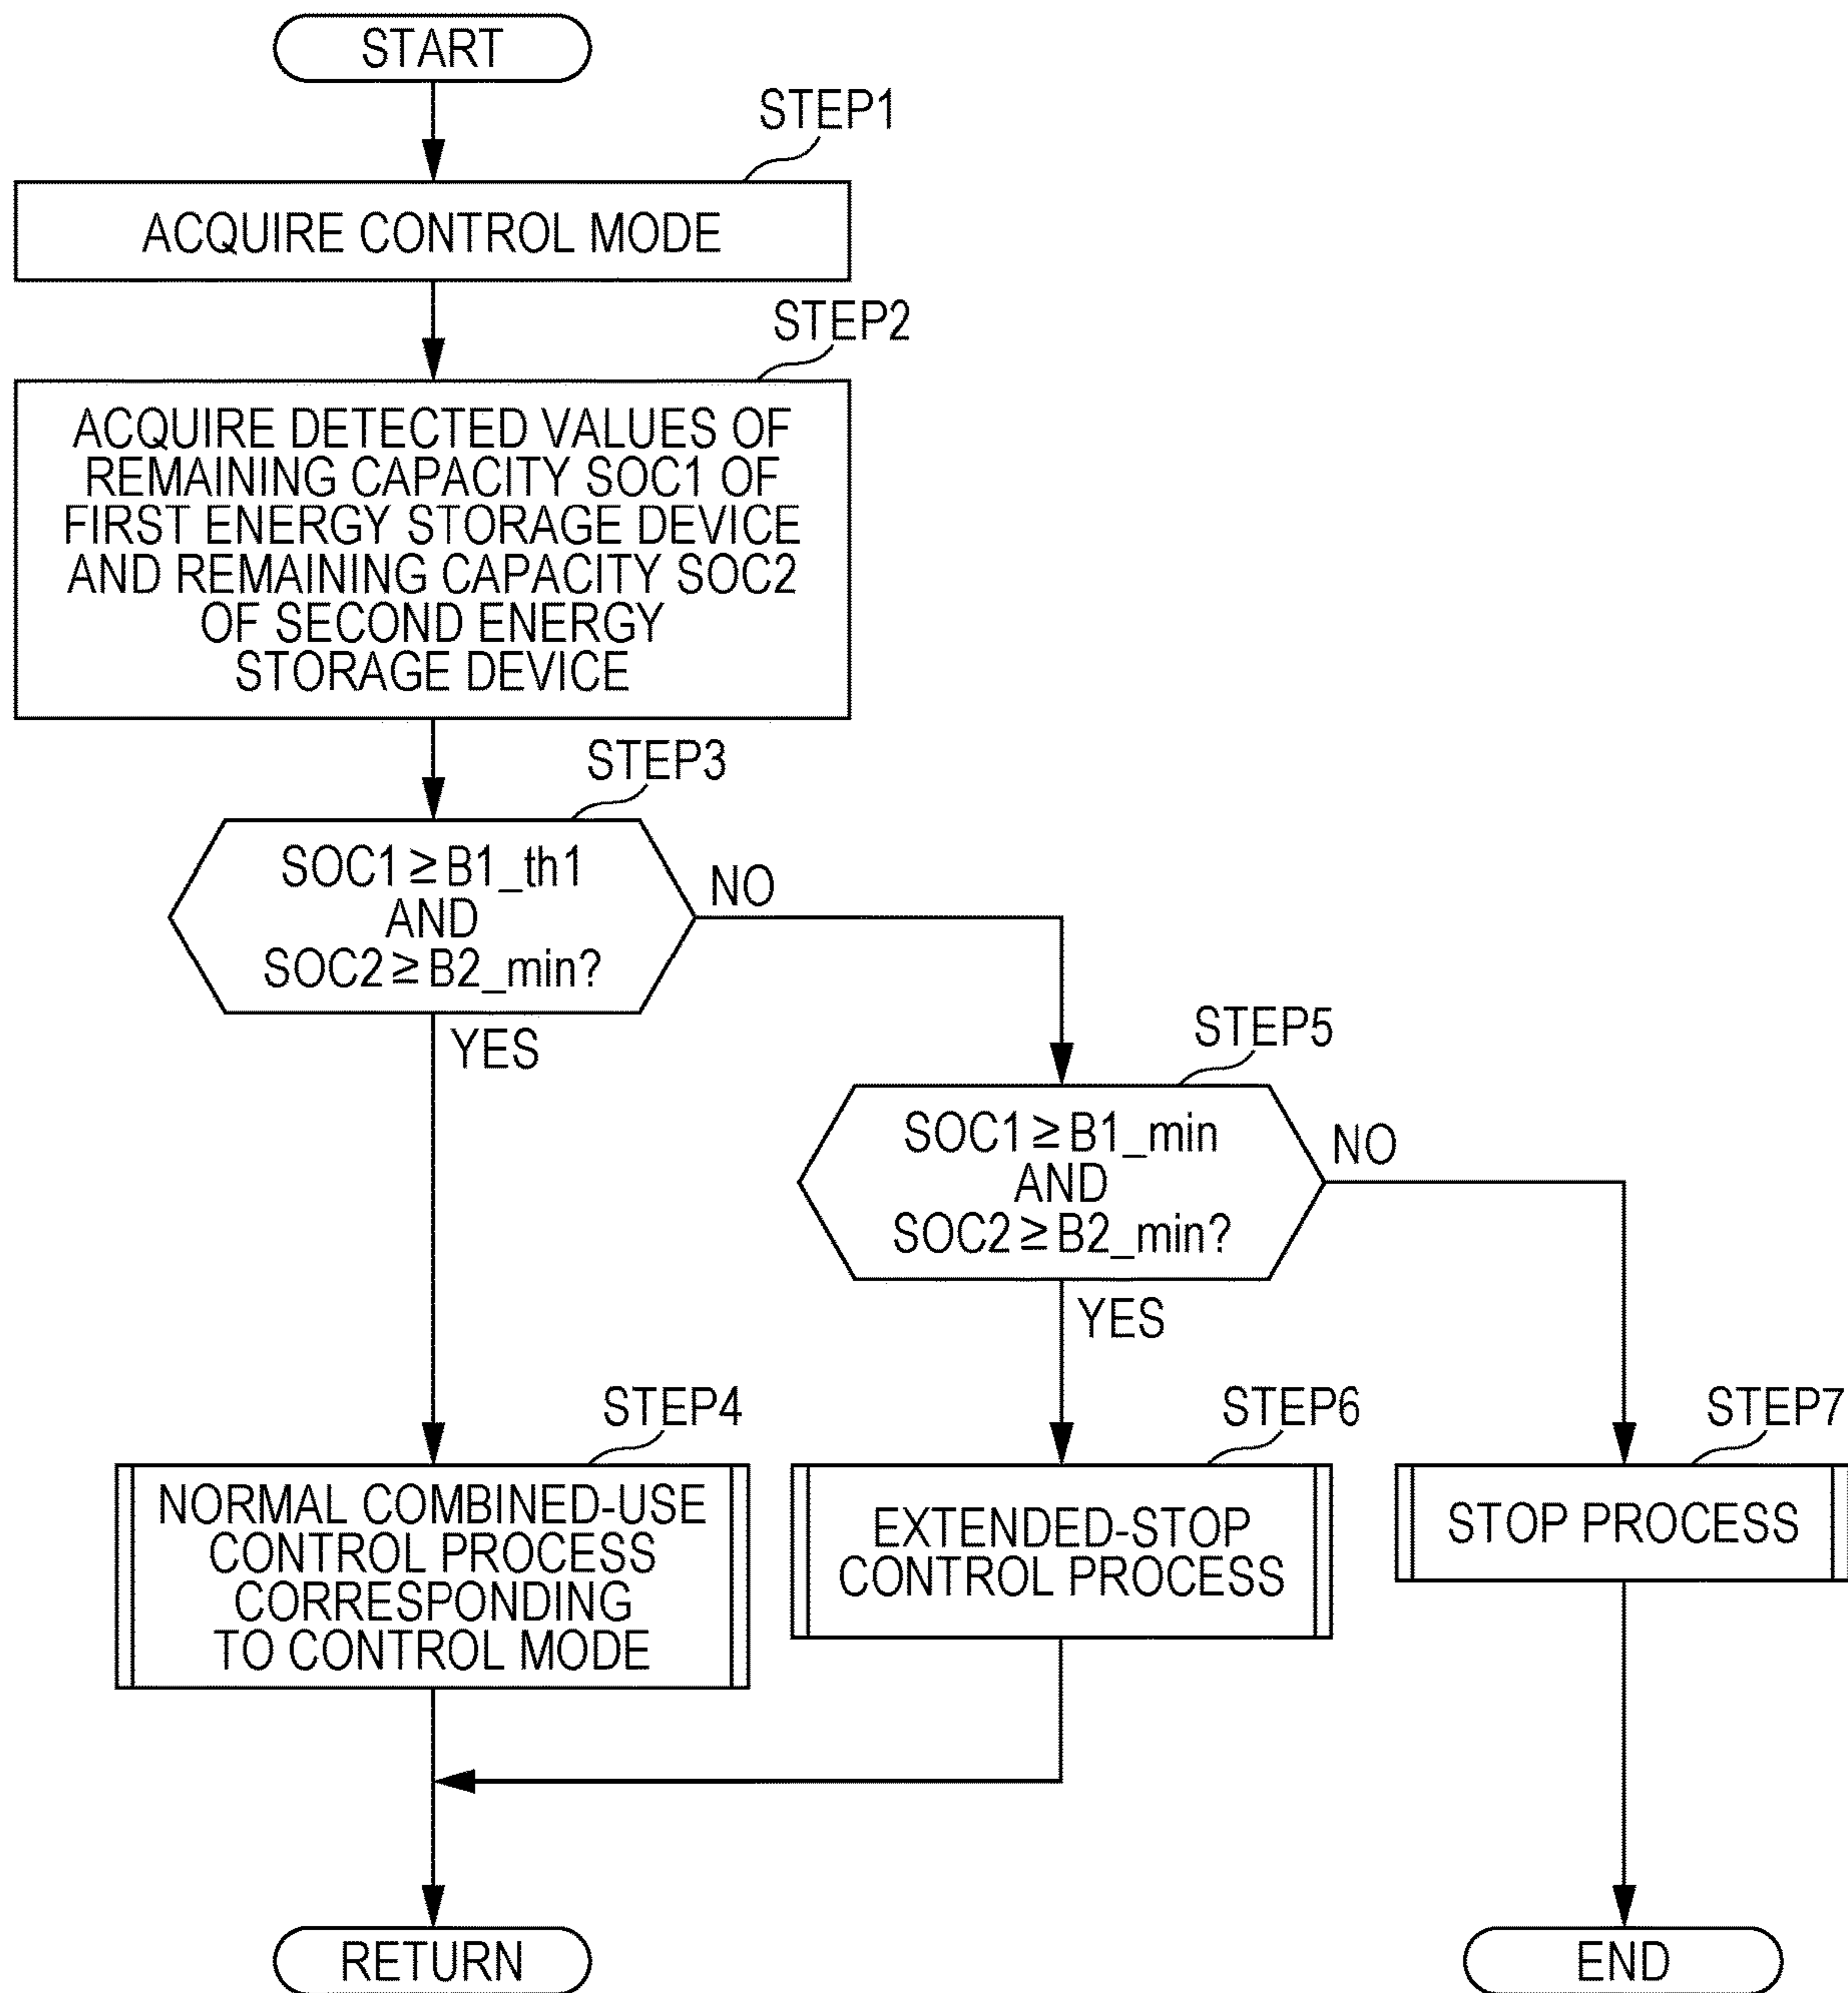 START
STEP1
ACQUIRE CONTROL MODE
STEP2
ACQUIRE DETECTED VALUES OF
REMAINING CAPACITY SOC1 OF
FIRST ENERGY STORAGE DEVICE
AND REMAINING CAPACITY SOC2
OF SECOND ENERGY
STORAGE DEVICE
STEP3
SOC1 ≥ B1_th1
AND
SOC2 ≥ B2_min?
NO
YES
STEP5
SOC1 ≥ B1_min
AND
SOC2 ≥ B2_min?
NO
YES
STEP4
NORMAL COMBINED-USE
CONTROL PROCESS
CORRESPONDING
TO CONTROL MODE
STEP6
EXTENDED-STOP
CONTROL PROCESS
STEP7
STOP PROCESS
RETURN
END